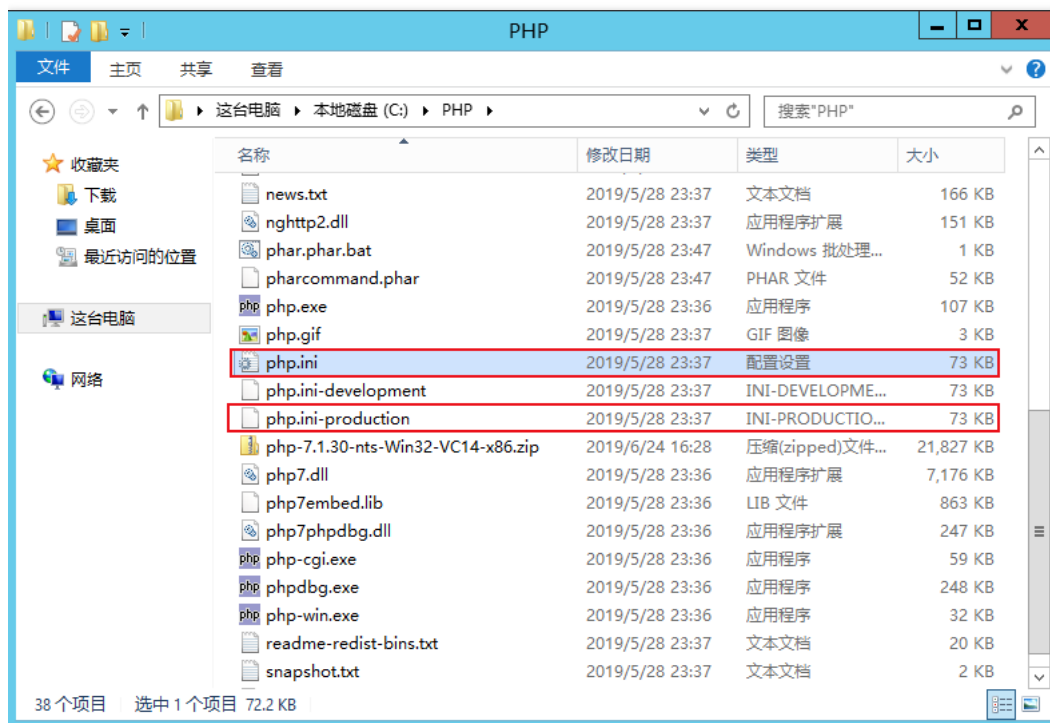 PHP
文件 主页 共享 查看
这台电脑 本地磁盘 (C:) PHP 搜索"PHP"
收藏夹
下载
桌面
最近访问的位置
这台电脑
网络
名称 修改日期 类型 大小
news.txt 2019/5/28 23:37 文本文档 166 KB
nghttp2.dll 2019/5/28 23:37 应用程序扩展 151 KB
phar.phar.bat 2019/5/28 23:47 Windows 批处理... 1 KB
pharcommand.phar 2019/5/28 23:47 PHAR 文件 52 KB
php php.exe 2019/5/28 23:36 应用程序 107 KB
php.gif 2019/5/28 23:37 GIF 图像 3 KB
php.ini 2019/5/28 23:37 配置设置 73 KB
php.ini-development 2019/5/28 23:37 INI-DEVELOPME... 73 KB
php.ini-production 2019/5/28 23:37 INI-PRODUCTIO... 73 KB
php-7.1.30-nts-Win32-VC14-x86.zip 2019/6/24 16:28 压缩(zipped)文件... 21,827 KB
php7.dll 2019/5/28 23:36 应用程序扩展 7,176 KB
php7embed.lib 2019/5/28 23:36 LIB 文件 863 KB
php7phpdbg.dll 2019/5/28 23:36 应用程序扩展 247 KB
php php-cgi.exe 2019/5/28 23:36 应用程序 59 KB
php phpdbg.exe 2019/5/28 23:36 应用程序 248 KB
php php-win.exe 2019/5/28 23:36 应用程序 32 KB
readme-redist-bins.txt 2019/5/28 23:37 文本文档 20 KB
snapshot.txt 2019/5/28 23:37 文本文档 2 KB
38 个项目 选中 1 个项目 72.2 KB